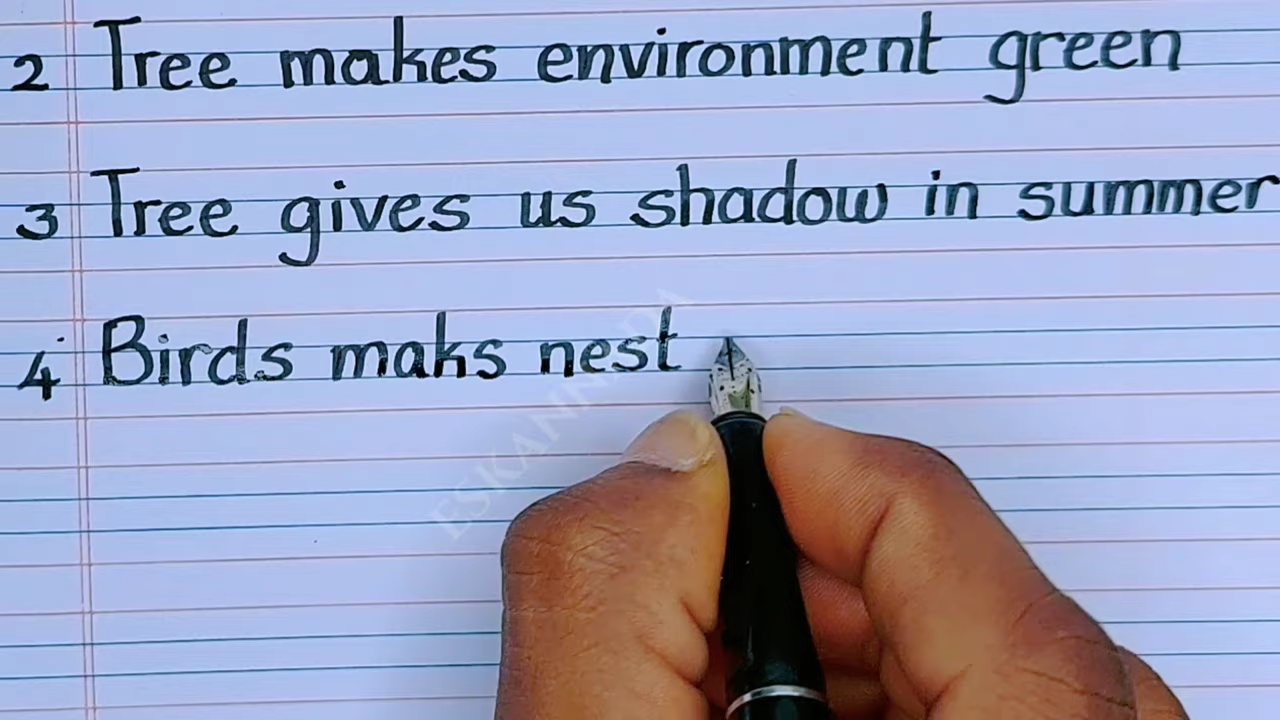 2 Tree makes environment green
3 Tree gives us shadow in summer
4 Birds maks nest